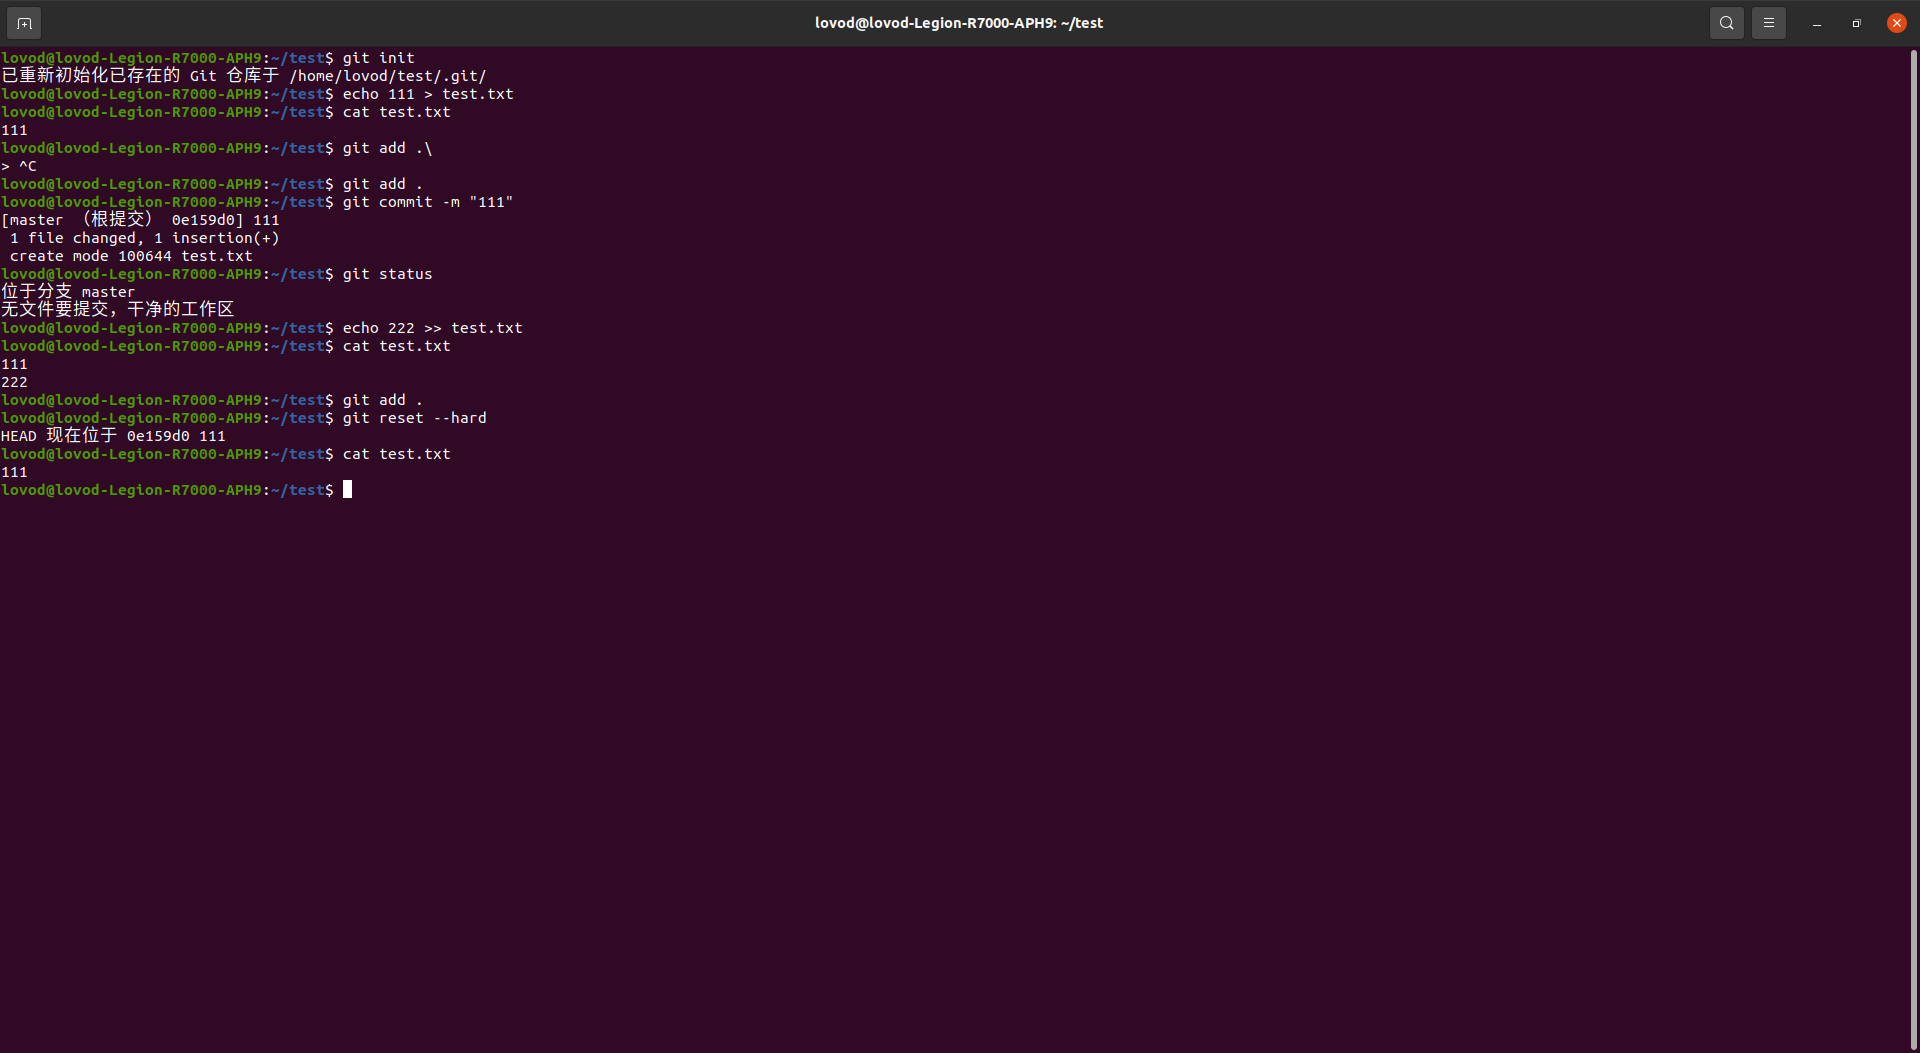 lovod@lovod-Legion-R7000-APH9: ~/test
lovod@lovod-Legion-R7000-APH9:~/test$ git init
已重新初始化已存在的 Git 仓库于 /home/lovod/test/.git/
lovod@lovod-Legion-R7000-APH9:~/test$ echo 111 > test.txt
lovod@lovod-Legion-R7000-APH9:~/test$ cat test.txt
111
lovod@lovod-Legion-R7000-APH9:~/test$ git add .\
> ^C
lovod@lovod-Legion-R7000-APH9:~/test$ git add .
lovod@lovod-Legion-R7000-APH9:~/test$ git commit -m "111"
[master （根提交） 0e159d0] 111
 1 file changed, 1 insertion(+)
 create mode 100644 test.txt
lovod@lovod-Legion-R7000-APH9:~/test$ git status
位于分支 master
无文件要提交，干净的工作区
lovod@lovod-Legion-R7000-APH9:~/test$ echo 222 >> test.txt
lovod@lovod-Legion-R7000-APH9:~/test$ cat test.txt
111
222
lovod@lovod-Legion-R7000-APH9:~/test$ git add .
lovod@lovod-Legion-R7000-APH9:~/test$ git reset --hard
HEAD 现在位于 0e159d0 111
lovod@lovod-Legion-R7000-APH9:~/test$ cat test.txt
111
lovod@lovod-Legion-R7000-APH9:~/test$